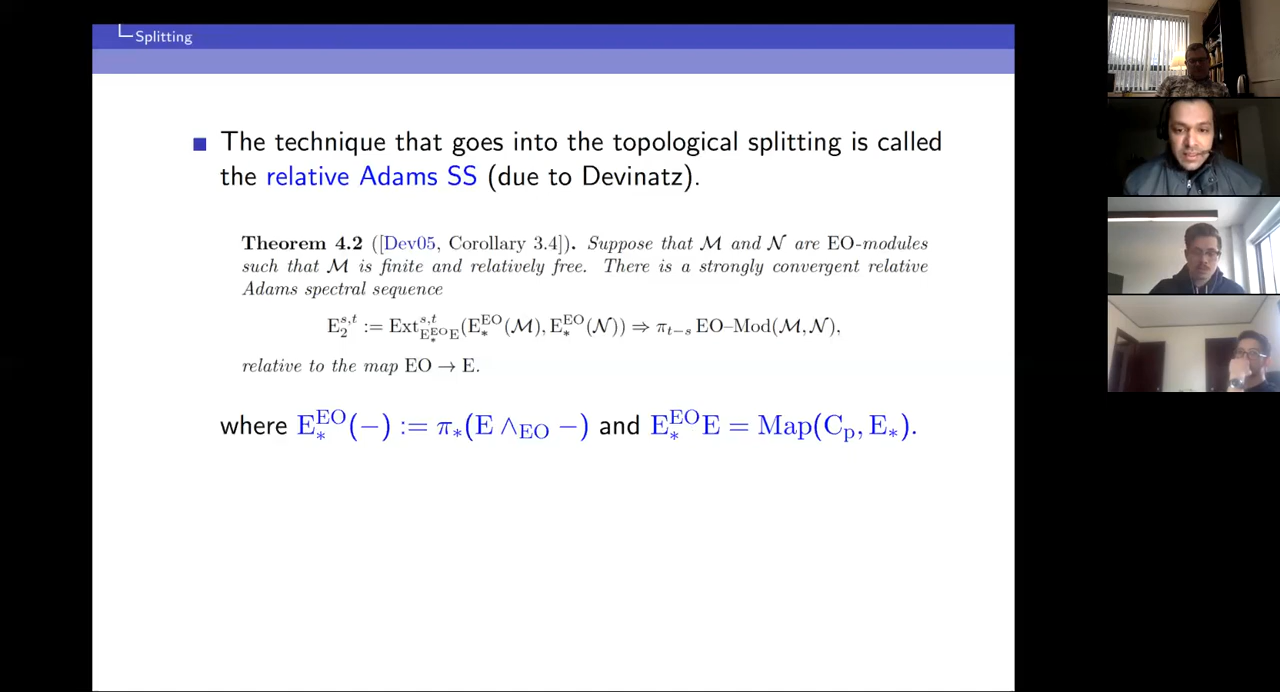 Splitting
The technique that goes into the topological splitting is called
the relative Adams SS (due to Devinatz).
Theorem 4.2 ([Dev05, Corollary 3.4]). Suppose that ℳ and 𝒩 are EO-modules
such that ℳ is finite and relatively free. There is a strongly convergent relative
Adams spectral sequence
E₂^{s,t} := Ext^{s,t}_{E_*^{EO}E}(E_*^{EO}(ℳ), E_*^{EO}(𝒩)) ⇒ π_{t−s} EO–Mod(ℳ, 𝒩),
relative to the map EO → E.
where E_*^{EO}(−) := π_*(E ∧_{EO} −) and E_*^{EO}E = Map(C_p, E_*).